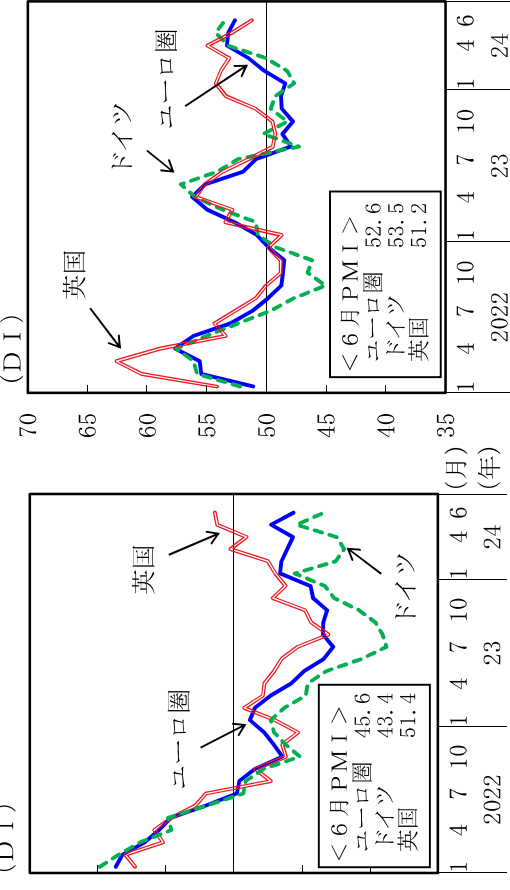 (ＤＩ)
ユーロ圏
英国
ドイツ
＜６月ＰＭＩ＞
ユーロ圏 45.6
ドイツ 43.4
英国 51.4
1 4 7 10 1 4 7 10 1 4 6 (月)
2022 23 24 (年)
(ＤＩ)
70
65
60
55
50
45
40
35
英国
ドイツ
ユーロ圏
＜６月ＰＭＩ＞
ユーロ圏 52.6
ドイツ 53.5
英国 51.2
1 4 7 10 1 4 7 10 1 4 6
2022 23 24